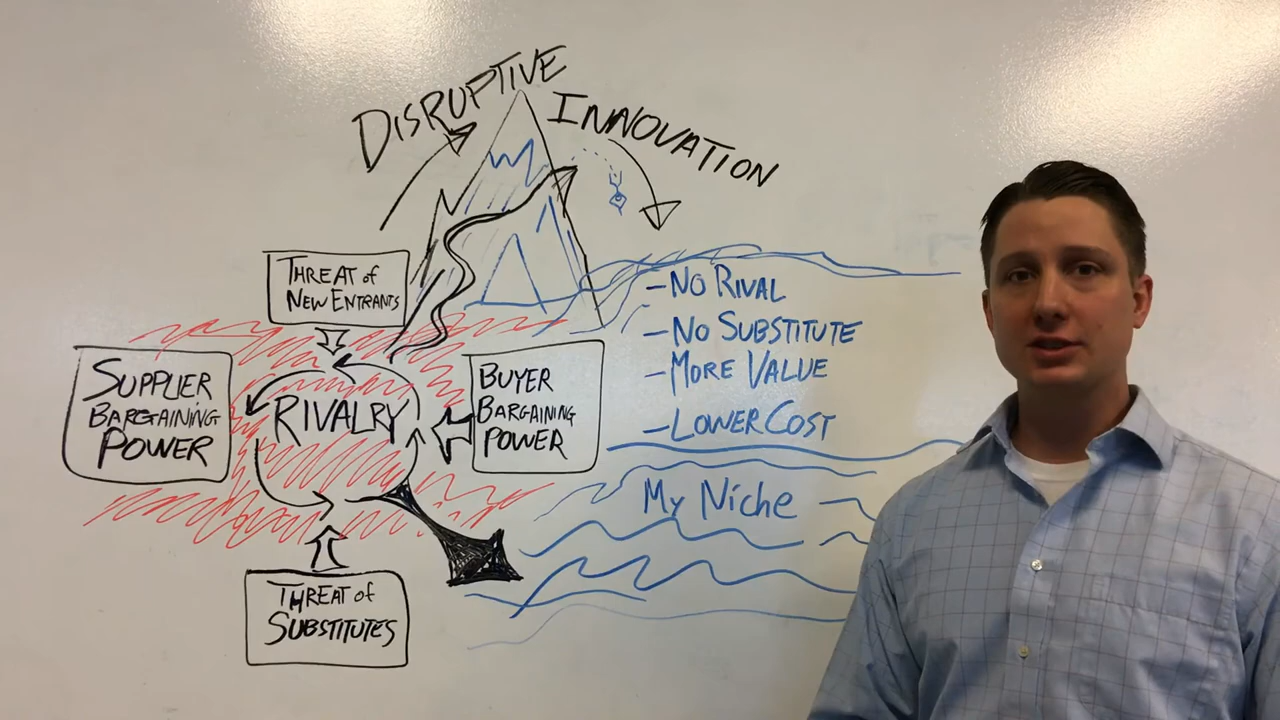 DISRUPTIVE
INNOVATION
THREAT of
NEW ENTRANTS
SUPPLIER
BARGAINING
POWER
RIVALRY
BUYER
BARGAINING
POWER
THREAT of
SUBSTITUTES
- NO RIVAL
- NO SUBSTITUTE
- MORE VALUE
- LOWER COST
My Niche